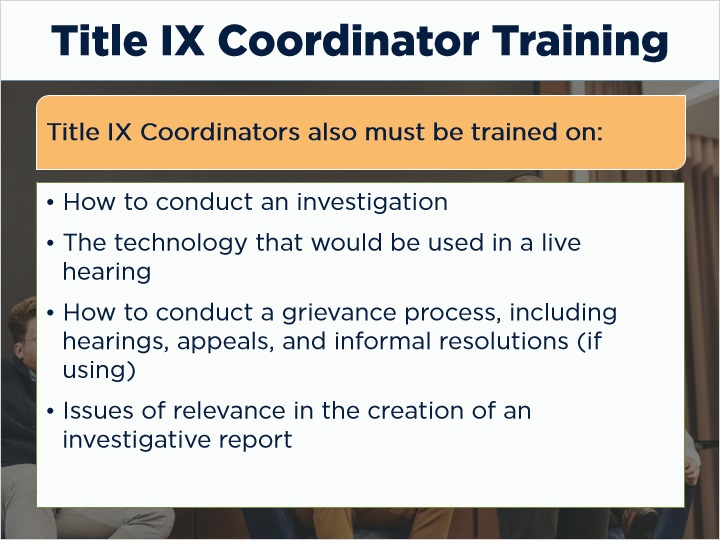 Title IX Coordinator Training
Title IX Coordinators also must be trained on:
• How to conduct an investigation
• The technology that would be used in a live
hearing
• How to conduct a grievance process, including
hearings, appeals, and informal resolutions (if
using)
• Issues of relevance in the creation of an
investigative report